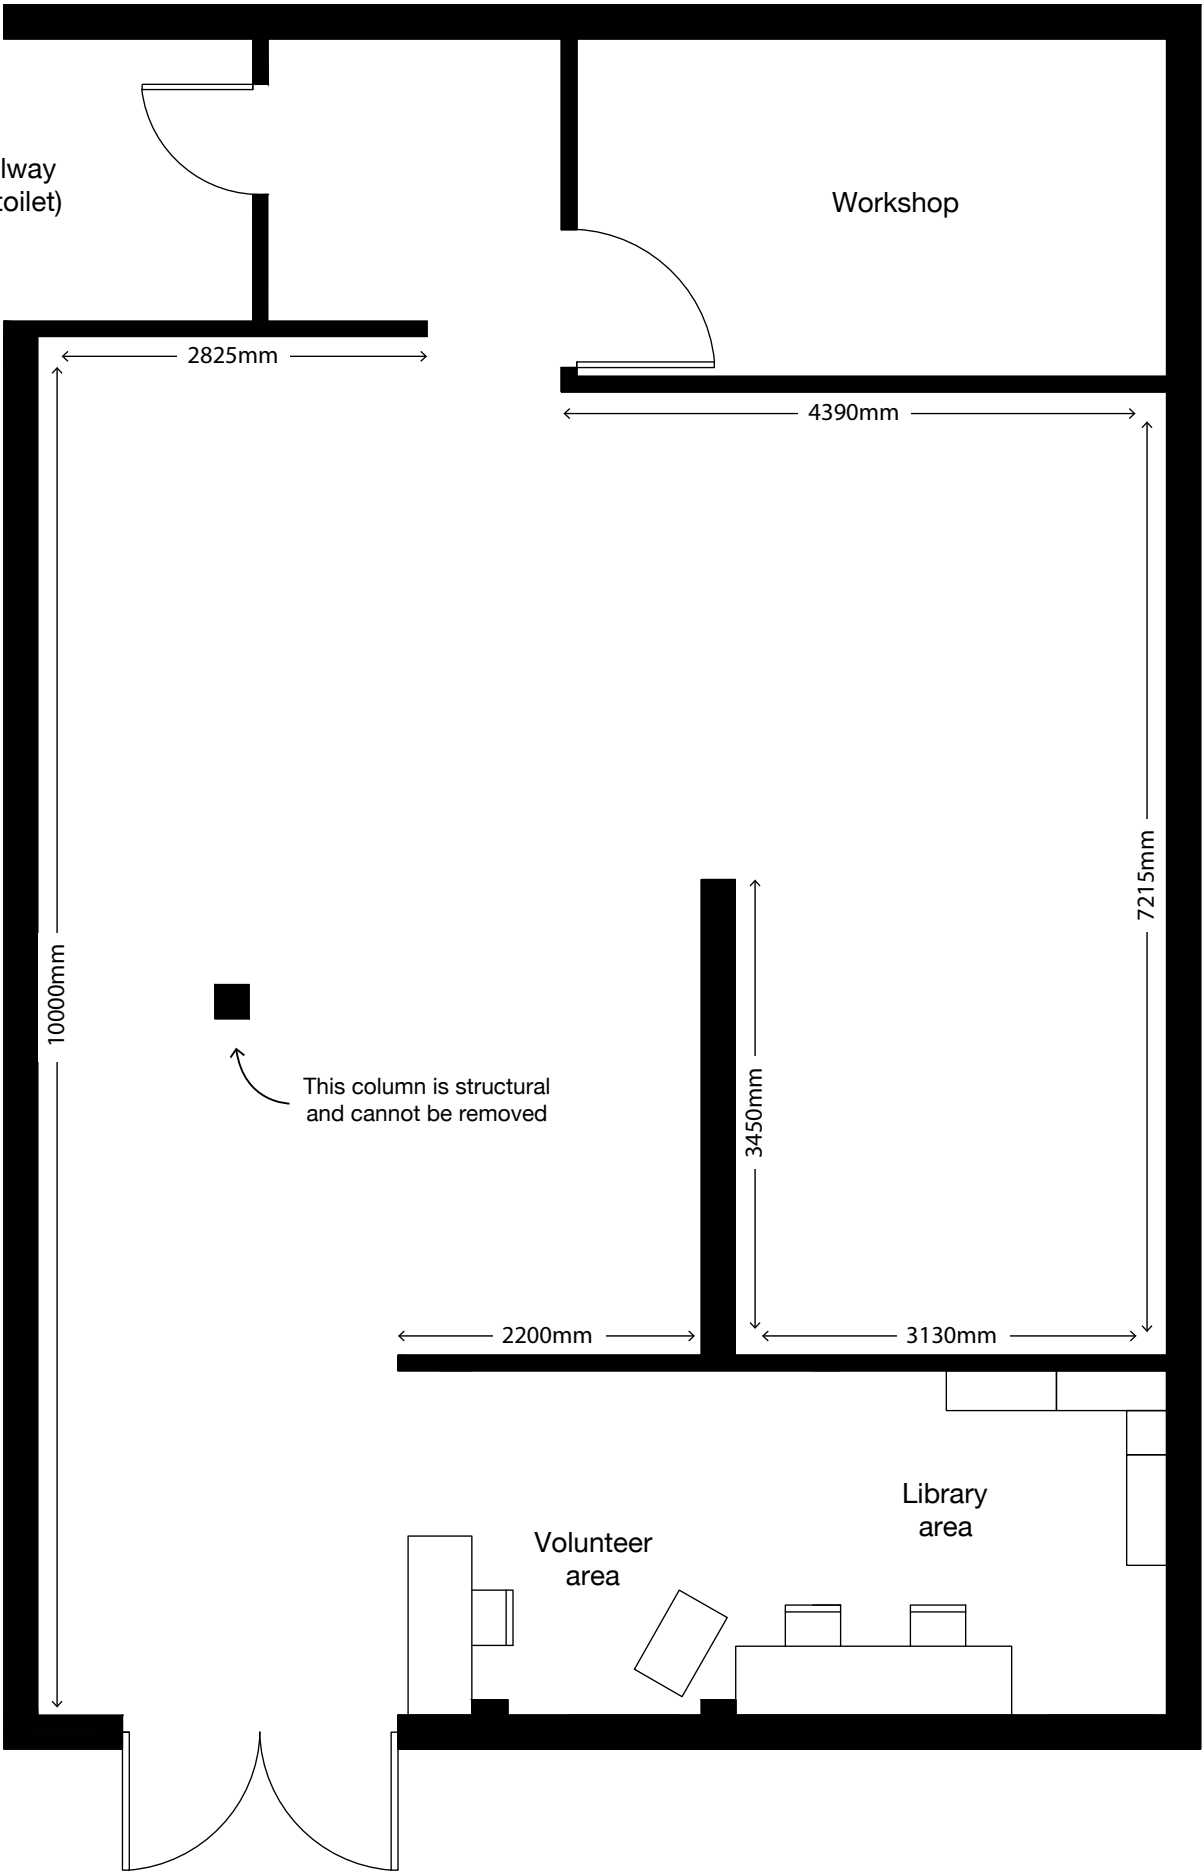 lway
toilet)
Workshop
2825mm
4390mm
7215mm
10000mm
This column is structural
and cannot be removed
3450mm
2200mm
3130mm
Library
area
Volunteer
area